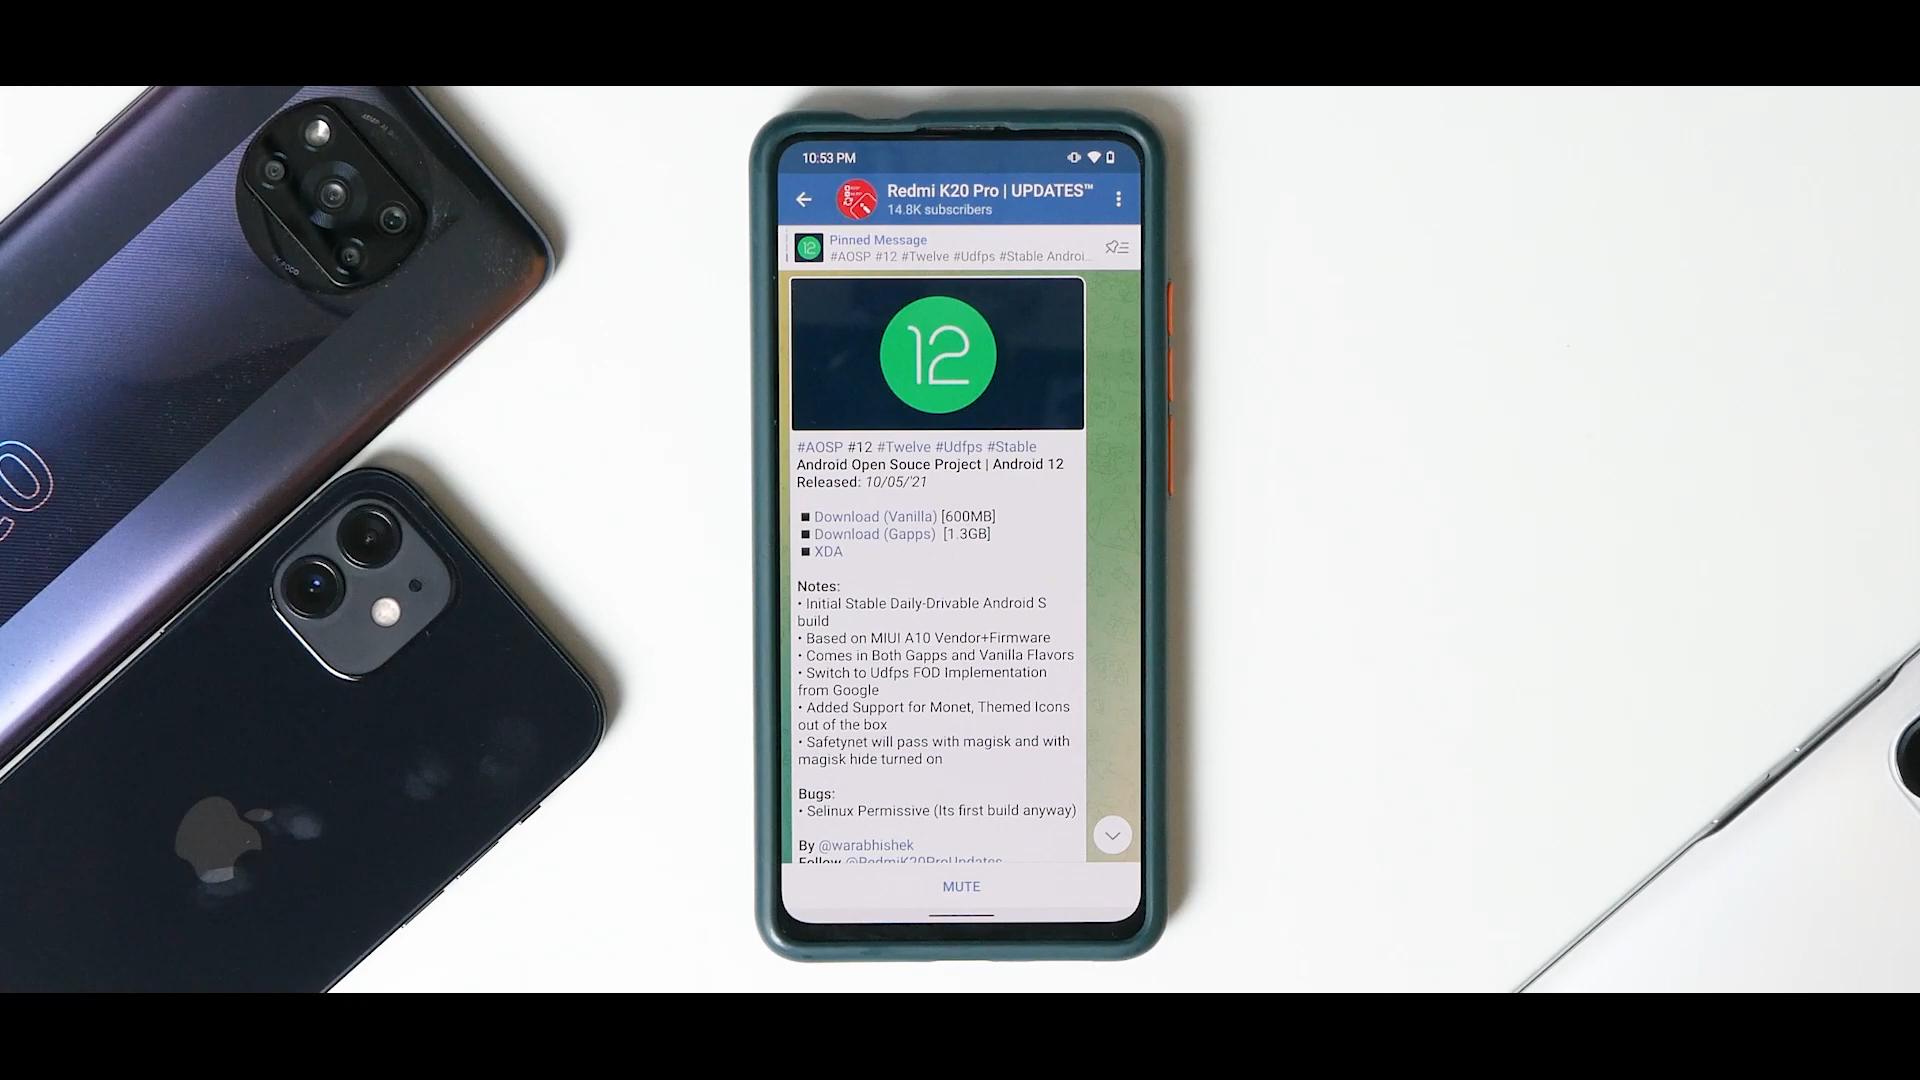 10:53 PM
Redmi K20 Pro | UPDATES™
14.8K subscribers
Pinned Message
#AOSP #12 #Twelve #Udfps #Stable Androi...
12
#AOSP #12 #Twelve #Udfps #Stable
Android Open Souce Project | Android 12
Released: 10/05/'21
Download (Vanilla) [600MB]
Download (Gapps) [1.3GB]
XDA
Notes:
• Initial Stable Daily-Drivable Android S
build
• Based on MIUI A10 Vendor+Firmware
• Comes in Both Gapps and Vanilla Flavors
• Switch to Udfps FOD Implementation
from Google
• Added Support for Monet, Themed Icons
out of the box
• Safetynet will pass with magisk and with
magisk hide turned on
Bugs:
• Selinux Permissive (Its first build anyway)
By @warabhishek
Follow @RedmiK20ProUpdates
MUTE